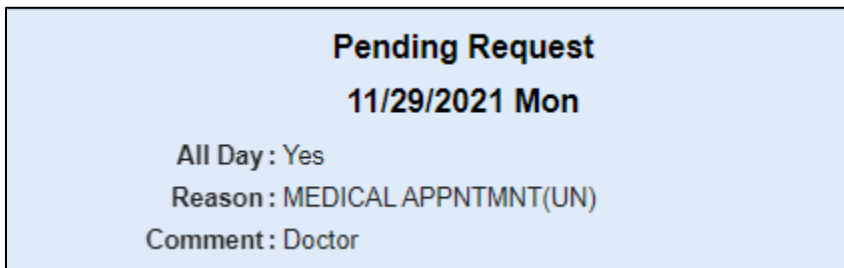 Pending Request
11/29/2021 Mon
All Day : Yes
Reason : MEDICAL APPNTMNT(UN)
Comment : Doctor